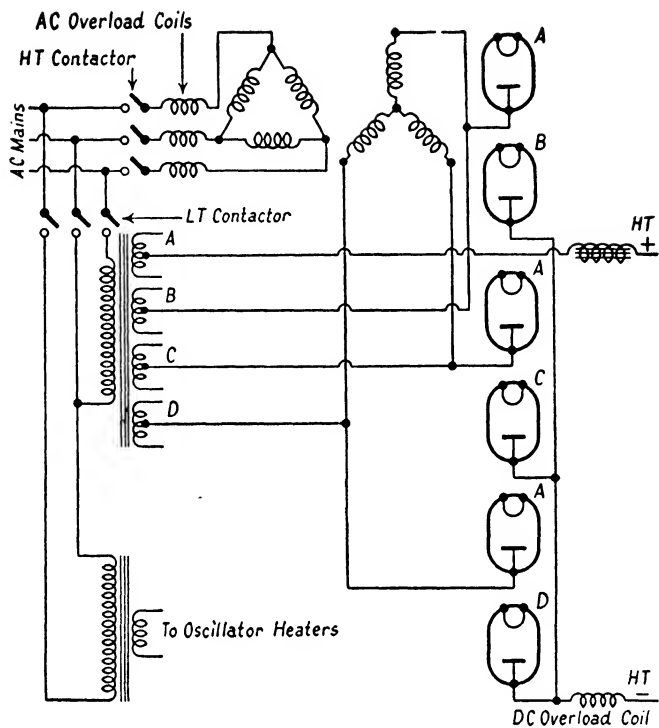 AC Overload Coils
HT Contactor
AC Mains
LT Contactor
A
B
C
D
To Oscillator Heaters
A
B
HT
+
A
C
A
D
HT
−
DC Overload Coil